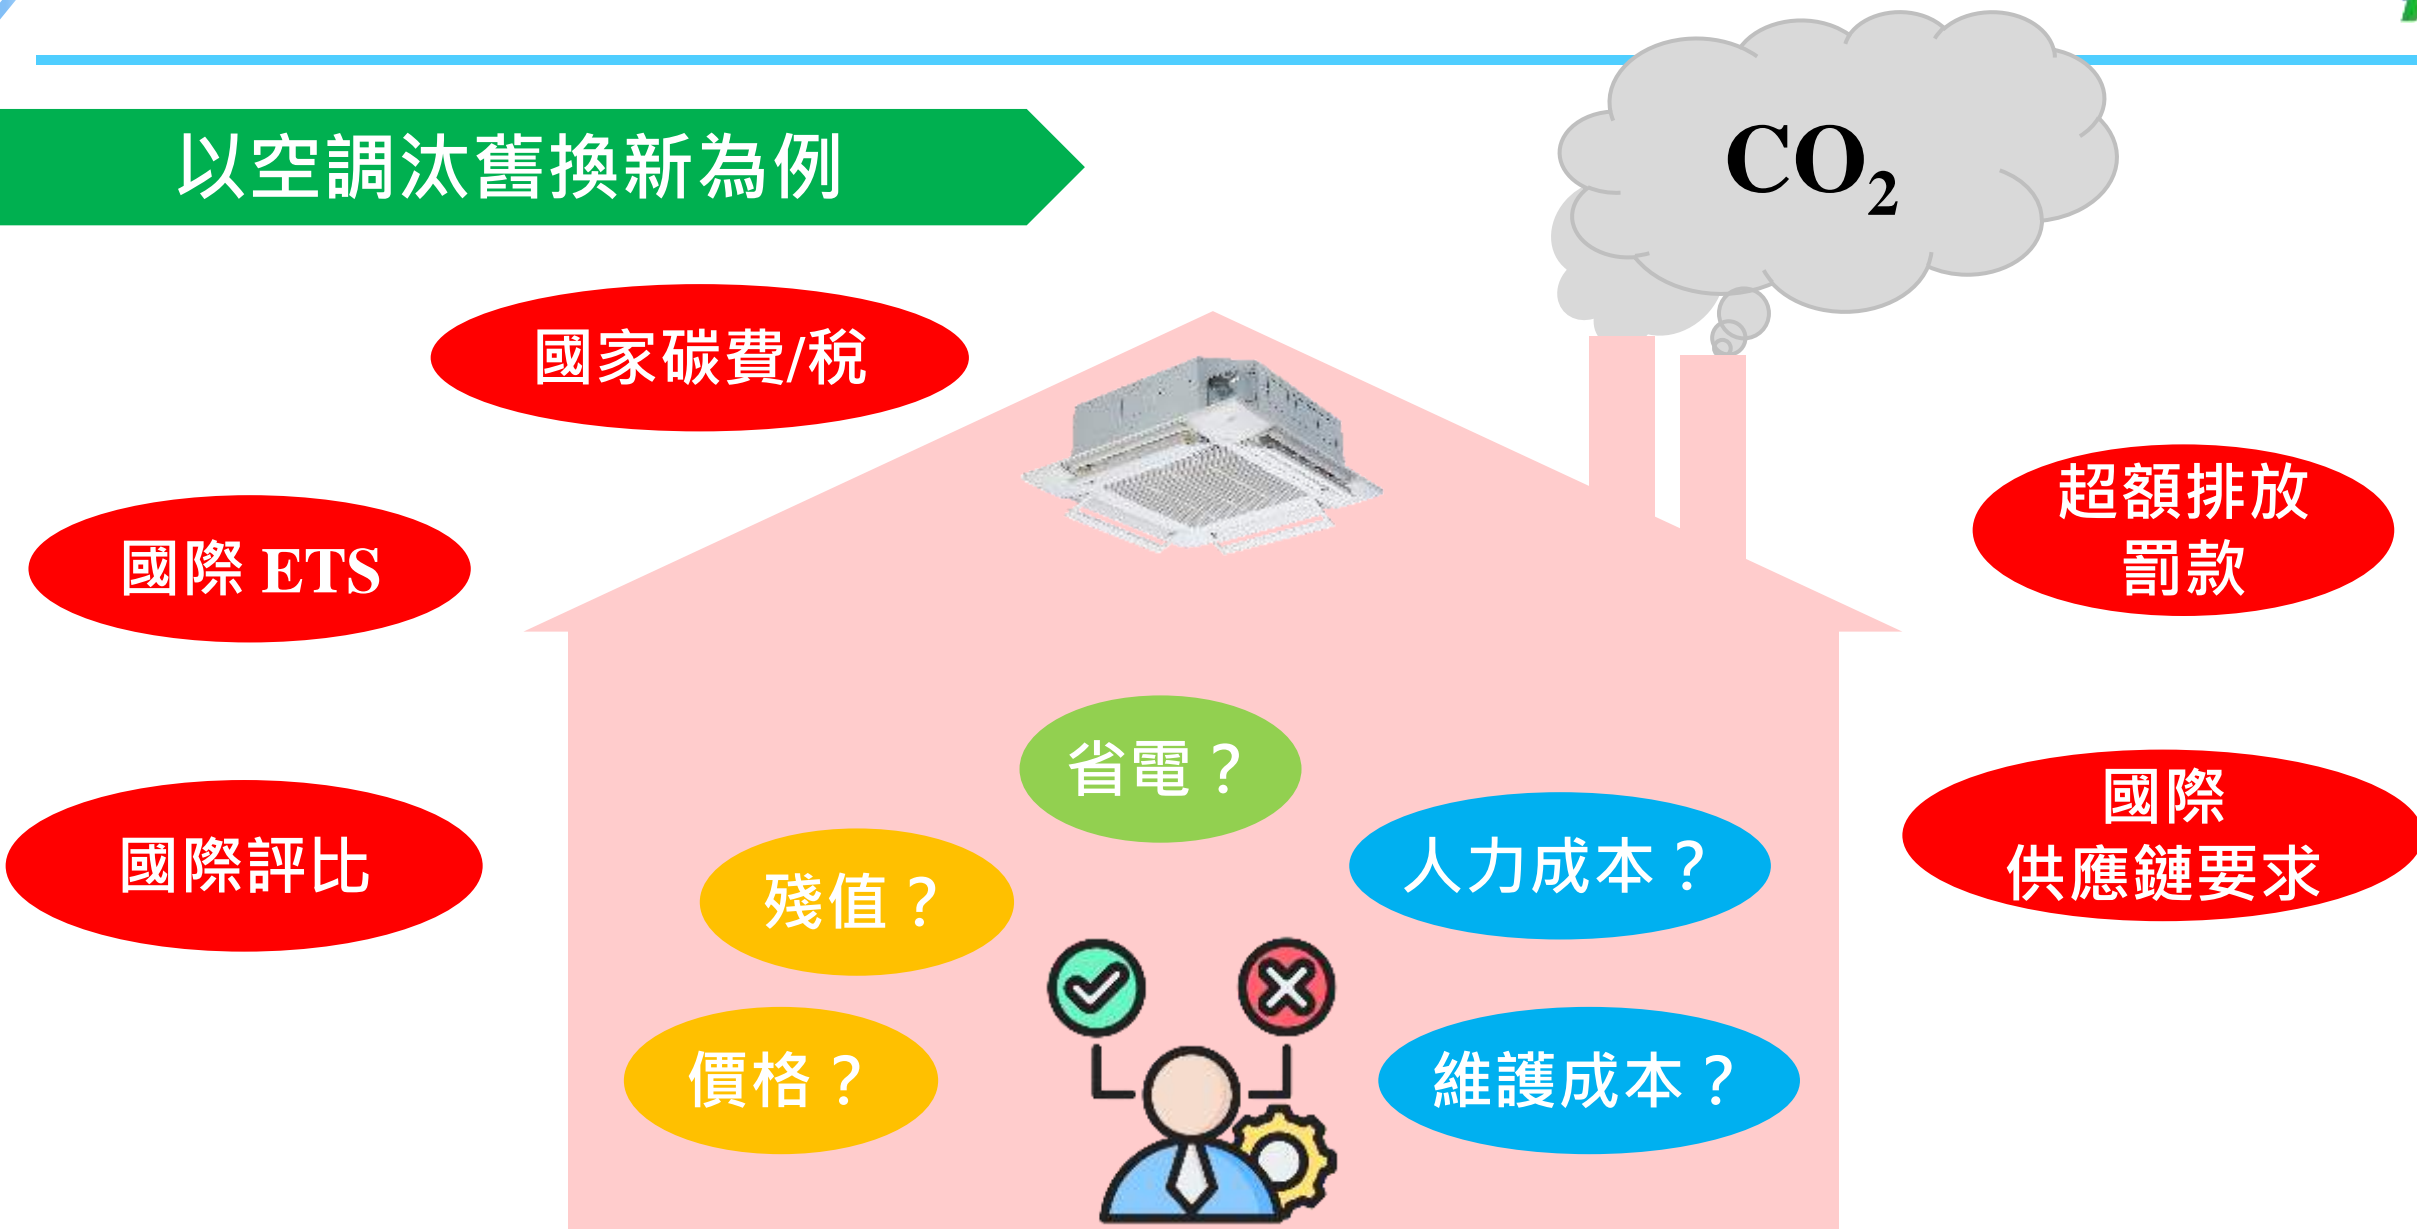 以空調汰舊換新為例
CO₂
國家碳費/稅
國際 ETS
超額排放
罰款
國際評比
國際
供應鏈要求
省電？
殘值？
人力成本？
價格？
維護成本？